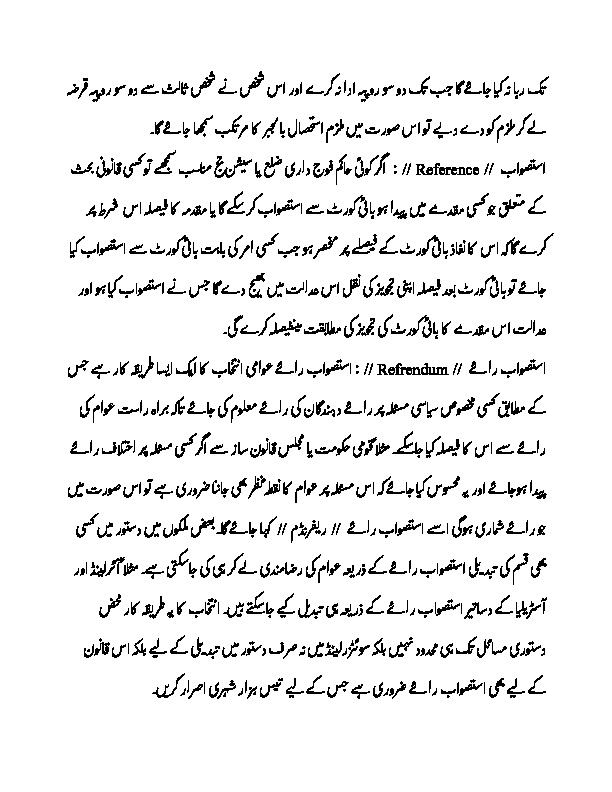 تک رہا نہ کیا جائے گا جب تک دو سو روپیہ ادا نہ کرے اور اس شخص نے شخص ثالث سے دو سو روپیہ قرضہ
لے کر ملزم کو دے دیے تو اس صورت میں ملزم استحصال بالجبر کا مرتکب سمجھا جائے گا۔
استصواب // Reference // : اگر کوئی حاکم فوج داری ضلع یا سیشن جج مناسب سمجھے تو کسی قانونی بحث
کے متعلق جو کسی مقدمے میں پیدا ہو ہائی کورٹ سے استصواب کر سکے گا یا مقدمہ کا فیصلہ اس شرط پر
کرے گا کہ اس کا نفاذ ہائی کورٹ کے فیصلے پر منحصر ہو جب کسی امر کی بابت ہائی کورٹ سے استصواب کیا
جائے تو ہائی کورٹ بعد فیصلہ اپنی تجویز کی نقل اس عدالت میں بھیج دے گا جس نے استصواب کیا ہو اور
عدالت اس مقدمے کا ہائی کورٹ کی تجویز کی مطابقت میںفیصلہ کرے گی۔
استصواب رائے // Refrendum // : استصواب رائے عوامی انتخاب کا ایک ایسا طریقہ کار ہے جس
کے مطابق کسی مخصوص سیاسی مسئلہ پر رائے دہندگان کی رائے معلوم کی جائے تاکہ براہ راست عوام کی
رائے سے اس کا فیصلہ کیا جاسکے۔ مثلا قومی حکومت یا مجلس قانون ساز سے اگر کسی مسئلہ پر اختلاف رائے
پیدا ہوجائے اور یہ محسوس کیا جائے کہ اس مسئلہ پر عوام کا نقطہ نظر بھی جاننا ضروری ہے تو اس صورت میں
جو رائے شماری ہوگی اسے استصواب رائے // ریفرنڈم // کہا جائے گا۔ بعض ملکوں میں دستور میں کسی
بھی قسم کی تبدیلی استصواب رائے کے ذریعہ عوام کی رضامندی لے کر ہی کی جاسکتی ہے۔ مثلا آئرلینڈ اور
آسٹریلیا کے دساتیر استصواب رائے کے ذریعہ ہی تبدیل کیے جاسکتے ہیں۔ انتخاب کا یہ طریقہ کار محض
دستوری مسائل تک ہی محدود نہیں بلکہ سوئٹزرلینڈ میں نہ صرف دستور میں تبدیلی کے لیے بلکہ اس قانون
کے لیے بھی استصواب رائے ضروری ہے جس کے لیے تیس ہزار شہری اصرار کریں۔